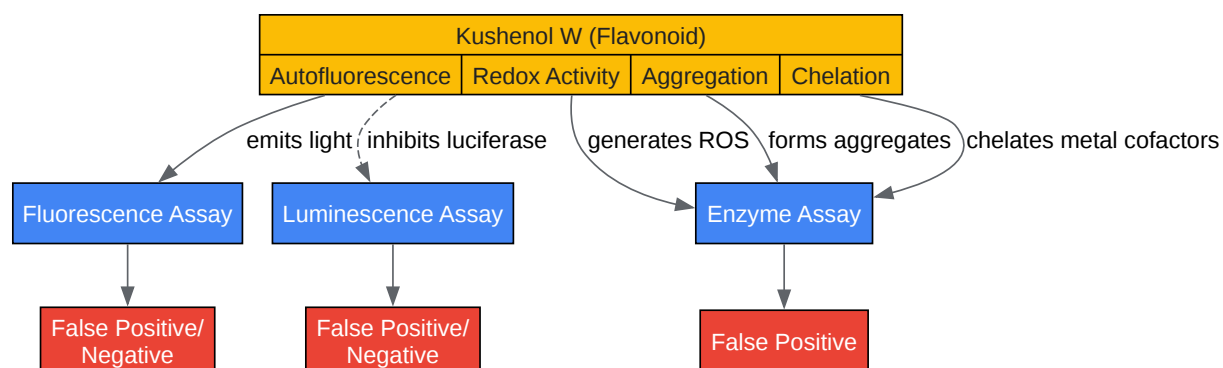 Kushenol W (Flavonoid)
Autofluorescence
Redox Activity
Aggregation
Chelation
emits light
inhibits luciferase
generates ROS
forms aggregates
chelates metal cofactors
Fluorescence Assay
Luminescence Assay
Enzyme Assay
False Positive/
Negative
False Positive/
Negative
False Positive